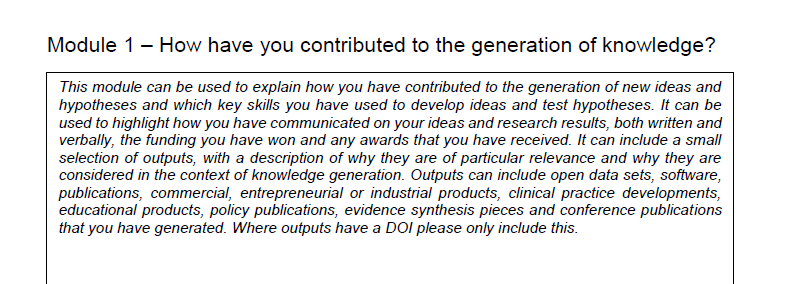 Module 1 – How have you contributed to the generation of knowledge?
This module can be used to explain how you have contributed to the generation of new ideas and
hypotheses and which key skills you have used to develop ideas and test hypotheses. It can be
used to highlight how you have communicated on your ideas and research results, both written and
verbally, the funding you have won and any awards that you have received. It can include a small
selection of outputs, with a description of why they are of particular relevance and why they are
considered in the context of knowledge generation. Outputs can include open data sets, software,
publications, commercial, entrepreneurial or industrial products, clinical practice developments,
educational products, policy publications, evidence synthesis pieces and conference publications
that you have generated. Where outputs have a DOI please only include this.